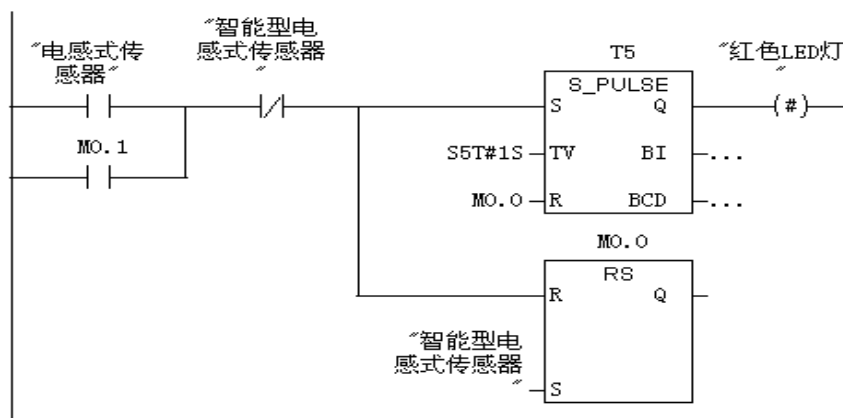 "智能型电
感式传感器
"
"电感式传
感器"
T5
"红色LED灯
"
S_PULSE
S
Q
(#)
M0.1
S5T#1S
TV
BI
...
M0.0
R
BCD
...
M0.0
RS
R
Q
"智能型电
感式传感器
"
S